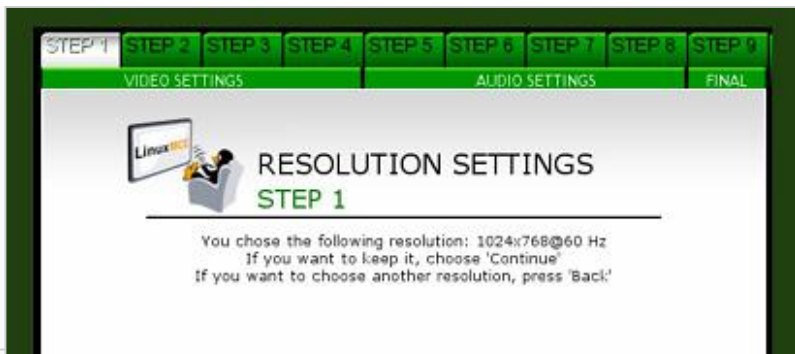 STEP 1 STEP 2 STEP 3 STEP 4 STEP 5 STEP 6 STEP 7 STEP 8 STEP 9
VIDEO SETTINGS AUDIO SETTINGS FINAL
LinuxMCE
RESOLUTION SETTINGS
STEP 1
You chose the following resolution: 1024x768@60 Hz
If you want to keep it, choose 'Continue'
If you want to choose another resolution, press 'Back'